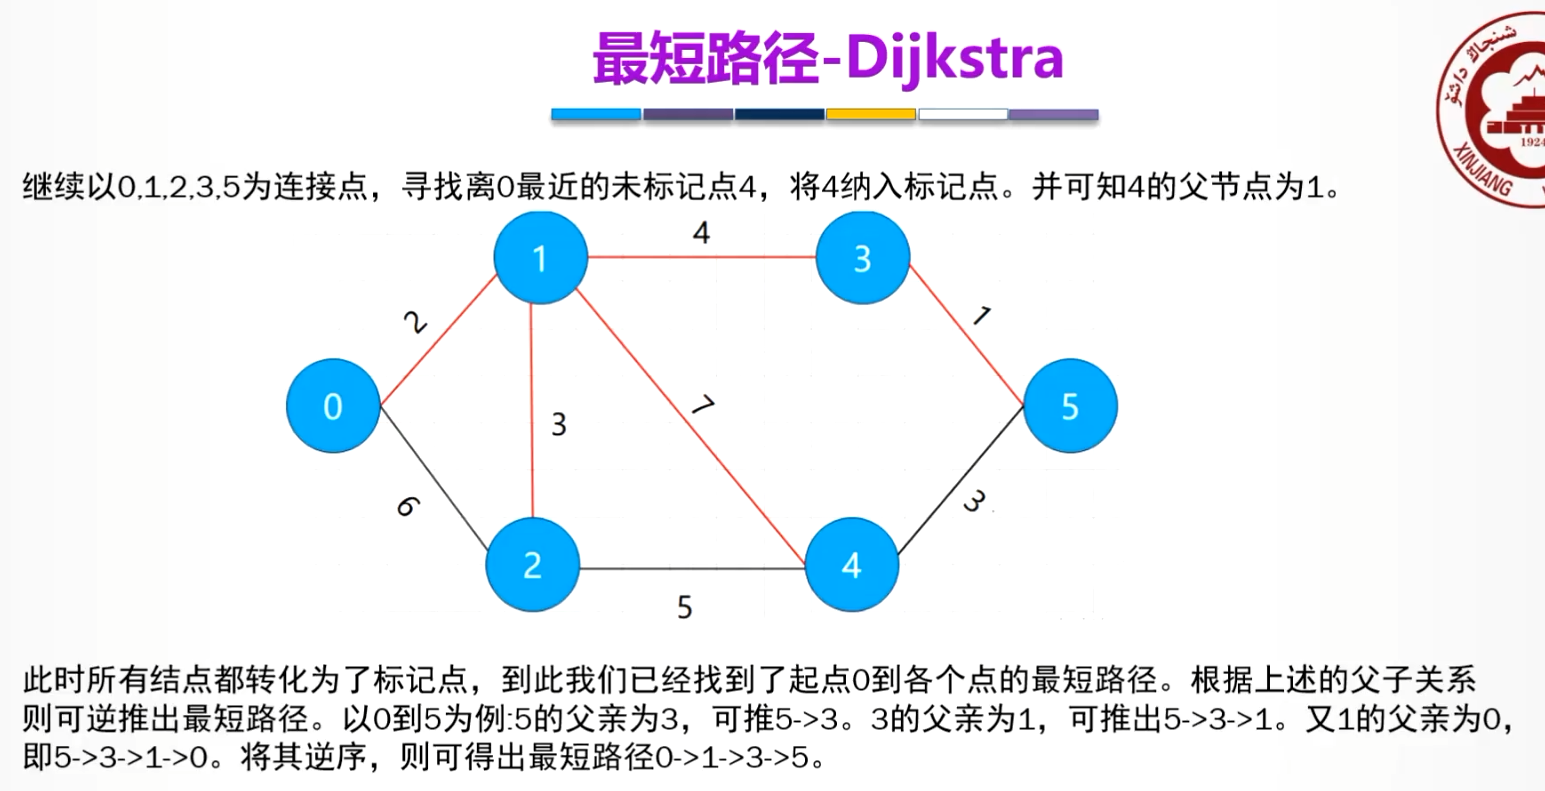 最短路径-Dijkstra
شىنجاڭ داشۆ
1924
XINJIANG
继续以0,1,2,3,5为连接点，寻找离0最近的未标记点4，将4纳入标记点。并可知4的父节点为1。
4
1
3
2
1
0
3
7
5
6
3
2
4
5
此时所有结点都转化为了标记点，到此我们已经找到了起点0到各个点的最短路径。根据上述的父子关系
则可逆推出最短路径。以0到5为例:5的父亲为3，可推5->3。3的父亲为1，可推出5->3->1。又1的父亲为0，
即5->3->1->0。将其逆序，则可得出最短路径0->1->3->5。